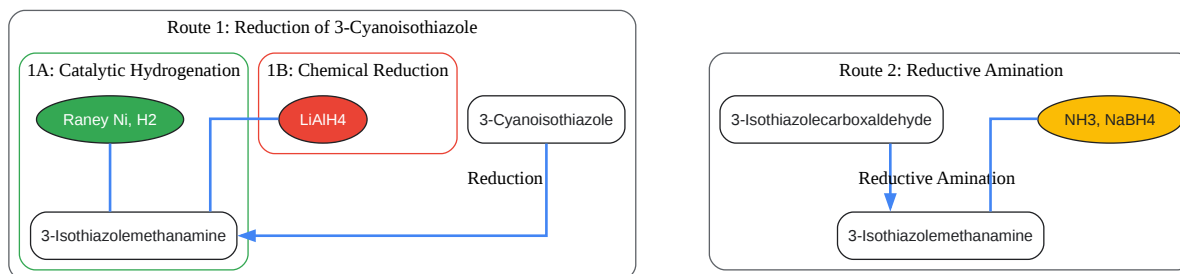 Route 1: Reduction of 3-Cyanoisothiazole
1A: Catalytic Hydrogenation
1B: Chemical Reduction
Raney Ni, H2
LiAlH4
3-Cyanoisothiazole
Reduction
3-Isothiazolemethanamine
Route 2: Reductive Amination
3-Isothiazolecarboxaldehyde
NH3, NaBH4
Reductive Amination
3-Isothiazolemethanamine